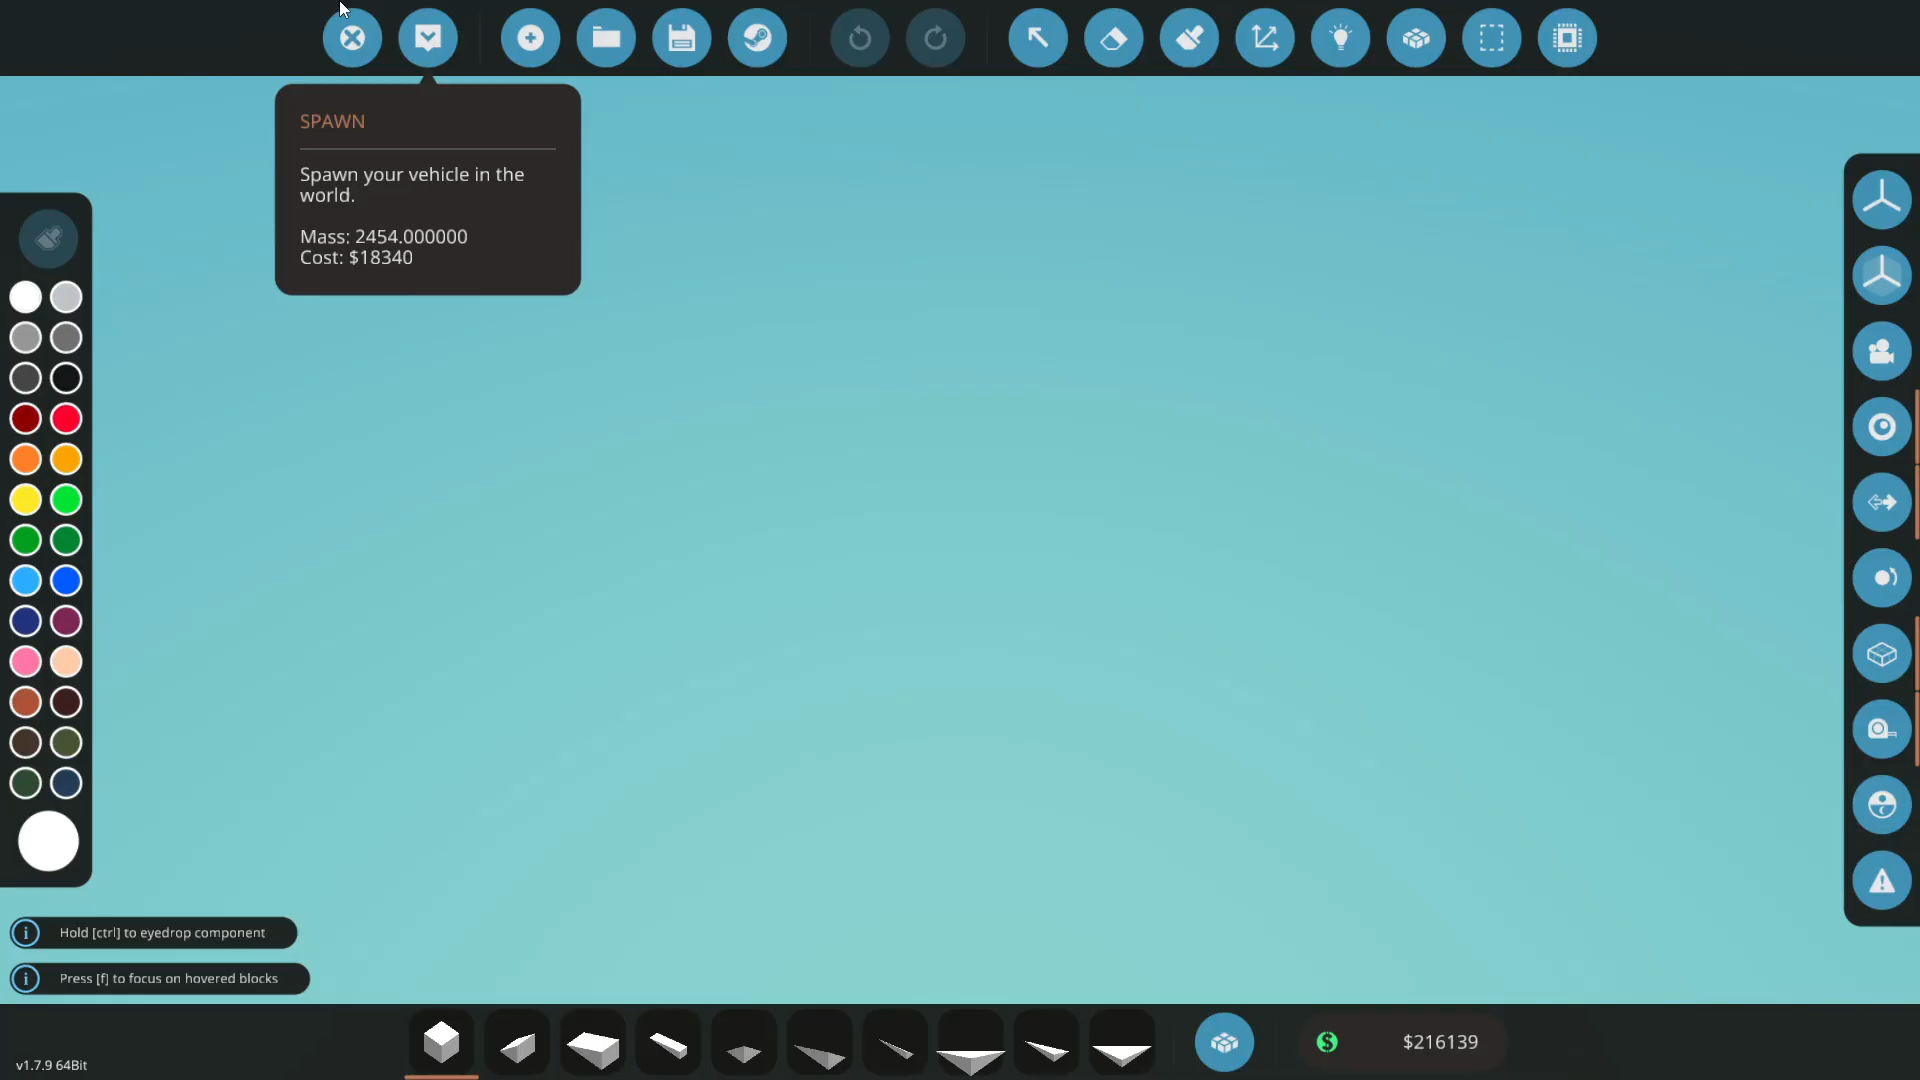 SPAWN
Spawn your vehicle in the
world.
Mass: 2454.000000
Cost: $18340
Hold [ctrl] to eyedrop component
Press [f] to focus on hovered blocks
v1.7.9 64Bit
$216139